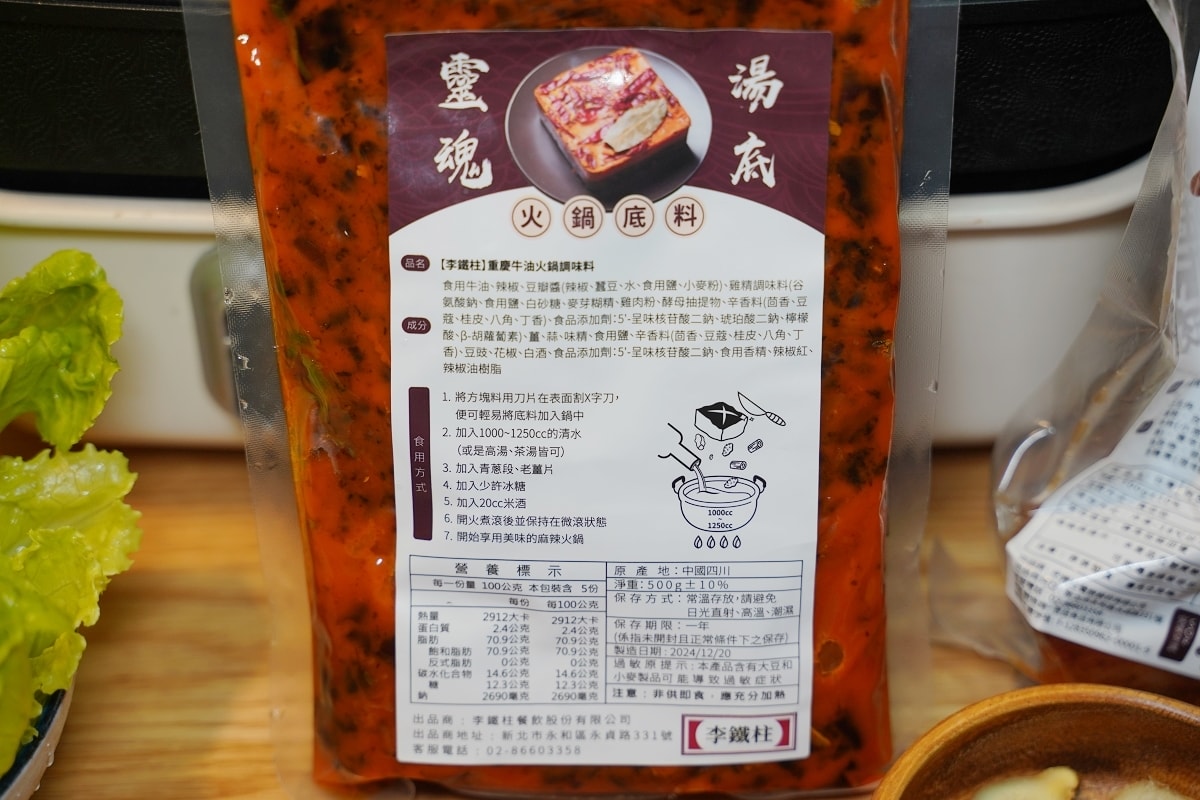 靈魂
湯底
火鍋底料
品名
【李鐵柱】重慶牛油火鍋調味料
成分
食用牛油、辣椒、豆瓣醬(辣椒、蠶豆、水、食用鹽、小麥粉)、雞精調味料(谷
氨酸鈉、食用鹽、白砂糖、麥芽糊精、雞肉粉、酵母抽提物、辛香料(茴香、豆
蔻、桂皮、八角、丁香)、食品添加劑:5'-呈味核苷酸二鈉、琥珀酸二鈉、檸檬
酸、β-胡蘿蔔素)、薑、蒜、味精、食用鹽、辛香料(茴香、豆蔻、桂皮、八角、丁
香)、豆豉、花椒、白酒、食品添加劑:5'-呈味核苷酸二鈉、食用香精、辣椒紅、
辣椒油樹脂
食用方式
1. 將方塊料用刀片在表面割X字刀，
便可輕易將底料加入鍋中
2. 加入1000~1250cc的清水
（或是高湯、茶湯皆可）
3. 加入青蔥段、老薑片
4. 加入少許冰糖
5. 加入20cc米酒
6. 開火煮滾後並保持在微滾狀態
7. 開始享用美味的麻辣火鍋
1000cc
~
1250cc
營養標示
每一份量 100公克 本包裝含 5份
每份 每100公克
熱量 2912大卡 2912大卡
蛋白質 2.4公克 2.4公克
脂肪 70.9公克 70.9公克
飽和脂肪 70.9公克 70.9公克
反式脂肪 0公克 0公克
碳水化合物 14.6公克 14.6公克
糖 12.3公克 12.3公克
鈉 2690毫克 2690毫克
原產地:中國四川
淨重:500g±10%
保存方式:常溫存放,請避免
日光直射、高溫、潮濕
保存期限:一年
(係指未開封且正常條件下之保存)
製造日期:2024/12/20
過敏原提示:本產品含有大豆和
小麥製品可能導致過敏症狀
注意：非供即食，應充分加熱
出品商：李鐵柱餐飲股份有限公司
出品商地址：新北市永和區永貞路331號
客服電話：02-86603358
李鐵柱